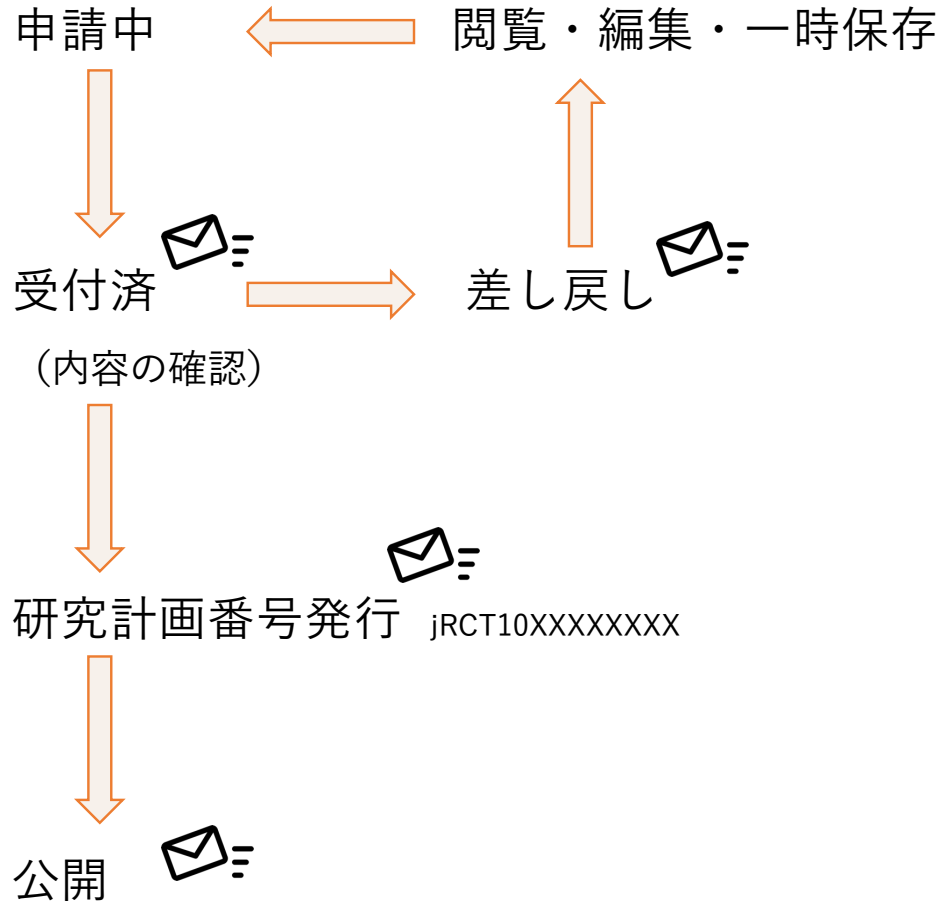 申請中
閲覧・編集・一時保存
受付済
差し戻し
（内容の確認）
研究計画番号発行 jRCT10XXXXXXXX
公開